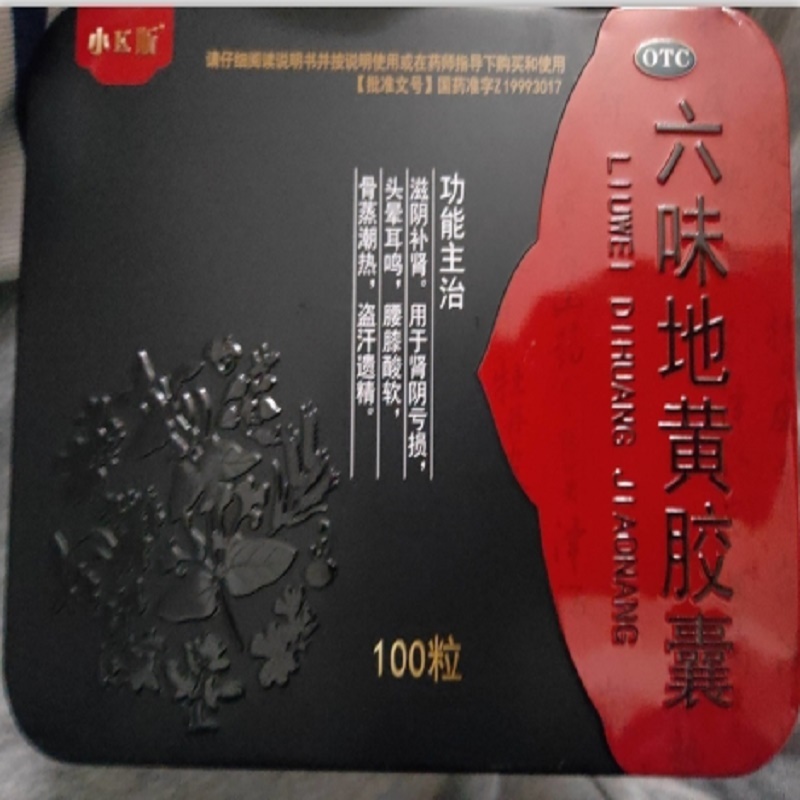 小K斯
请仔细阅读说明书并按说明使用或在药师指导下购买和使用
【批准文号】国药准字Z19993017
OTC
六味地黄胶囊
LIUWEI DIHUANG JIAONANG
功能主治
滋阴补肾。用于肾阴亏损，
头晕耳鸣，腰膝酸软，
骨蒸潮热，盗汗遗精。
100粒